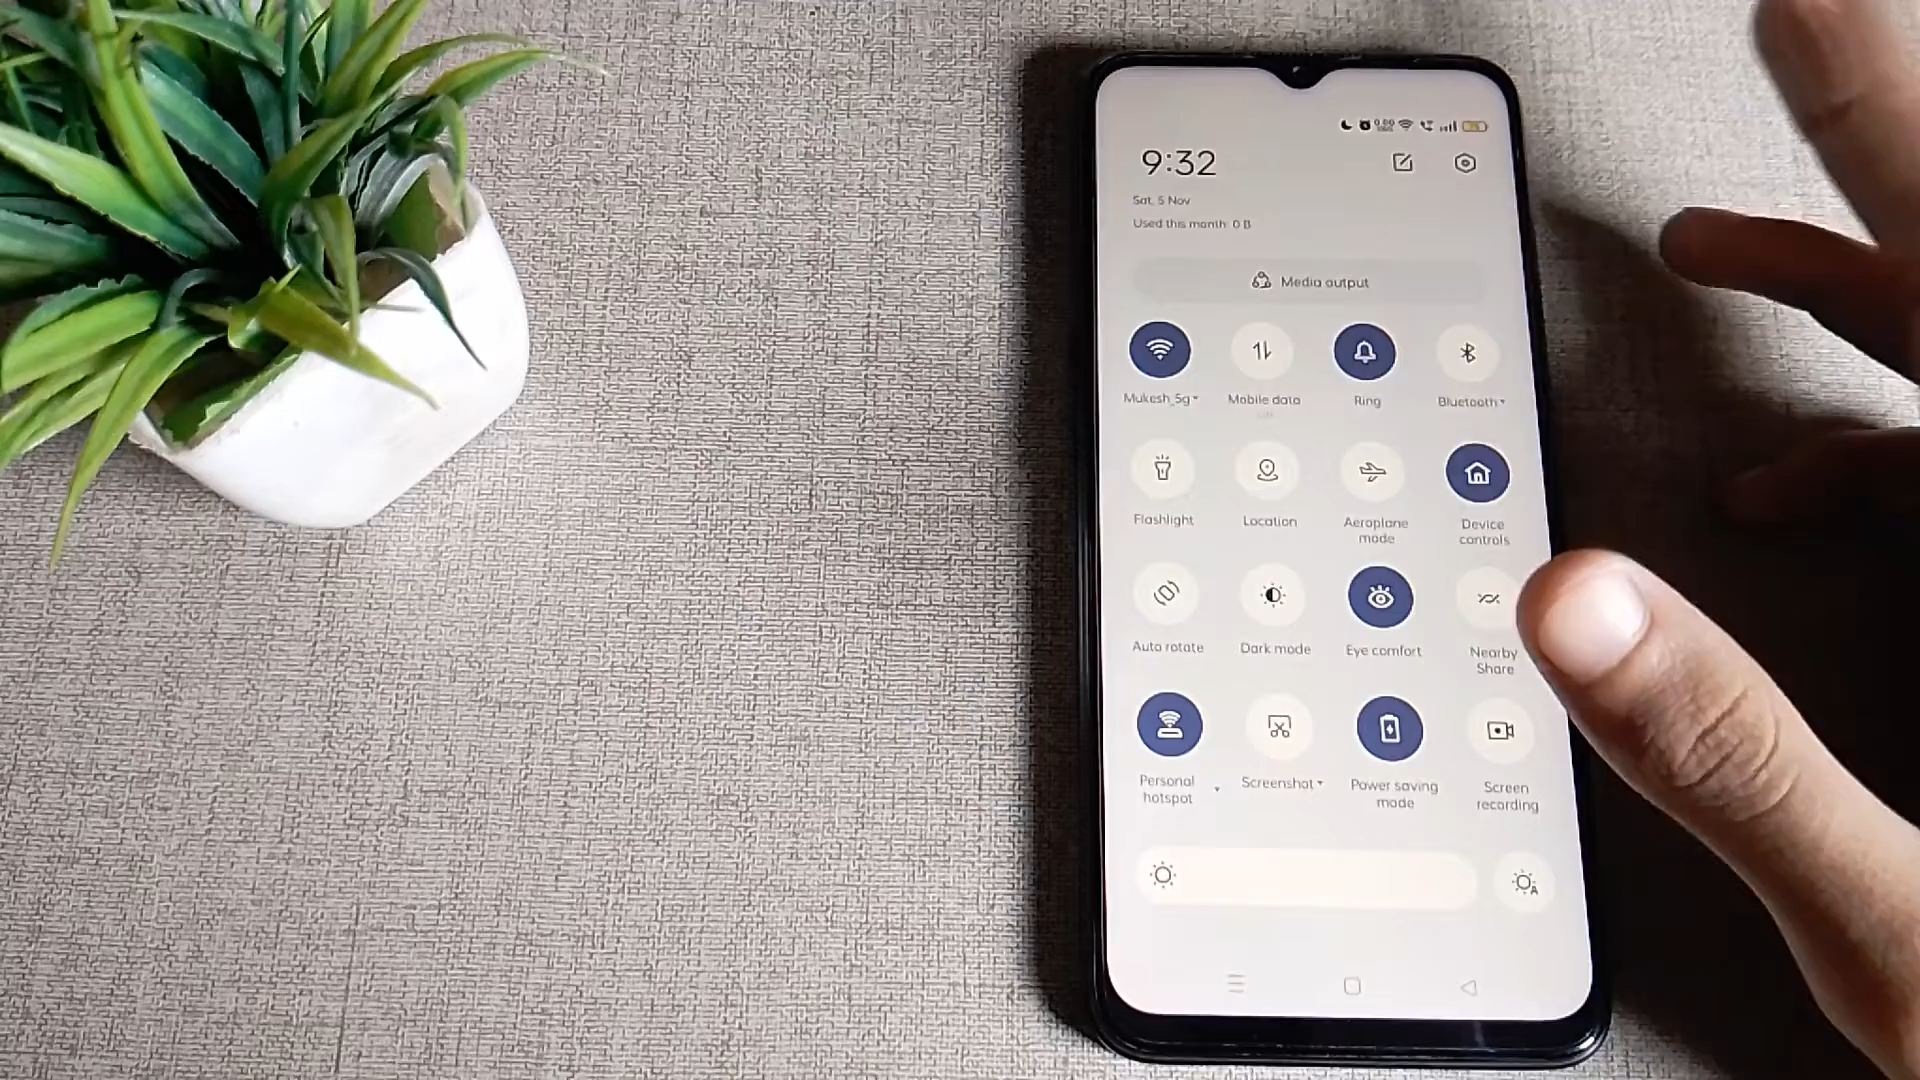 9:32
Sat, 5 Nov
Used this month: 0 B
Media output
Mukesh_5g
Mobile data
Ring
Bluetooth
Flashlight
Location
Aeroplane
mode
Device
controls
Auto rotate
Dark mode
Eye comfort
Nearby
Share
Personal
hotspot
Screenshot
Power saving
mode
Screen
recording